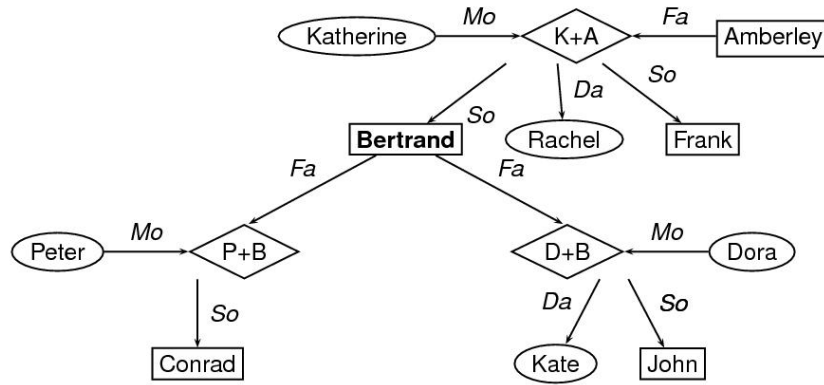 Katherine Mo K+A Fa Amberley
So Da So
Bertrand Rachel Frank
Fa Fa
Peter Mo P+B D+B Mo Dora
So Da So
Conrad Kate John